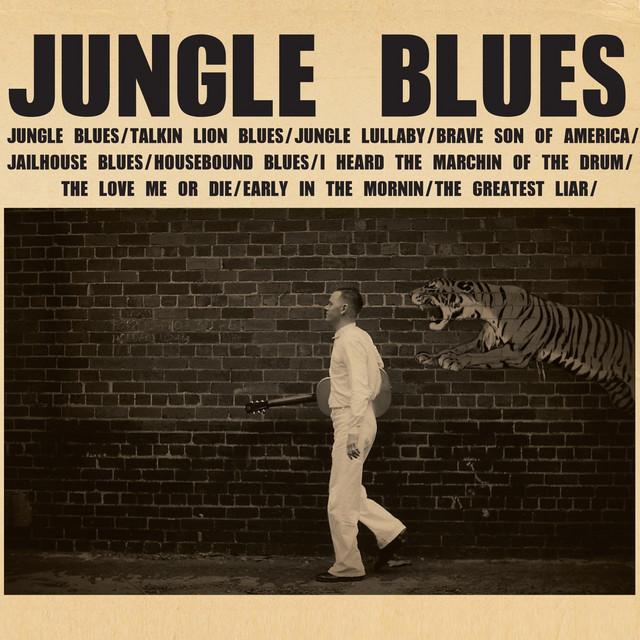 JUNGLE BLUES
JUNGLE BLUES/TALKIN LION BLUES/JUNGLE LULLABY/BRAVE SON OF AMERICA/
JAILHOUSE BLUES/HOUSEBOUND BLUES/I HEARD THE MARCHIN OF THE DRUM/
THE LOVE ME OR DIE/EARLY IN THE MORNIN/THE GREATEST LIAR/